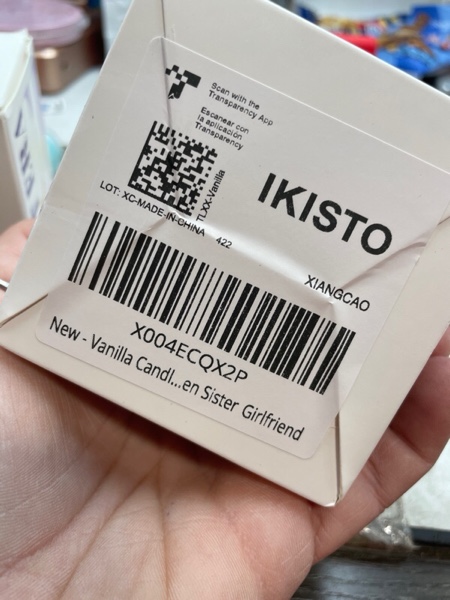 Scan with the
Transparency App
Escanear con
la aplicación
Transparency
TLXX-Vanilla
IKISTO
LOT: XC-MADE-IN-CHINA 422
XIANGCAO
X004ECQX2P
New - Vanilla Candl...en Sister Girlfriend